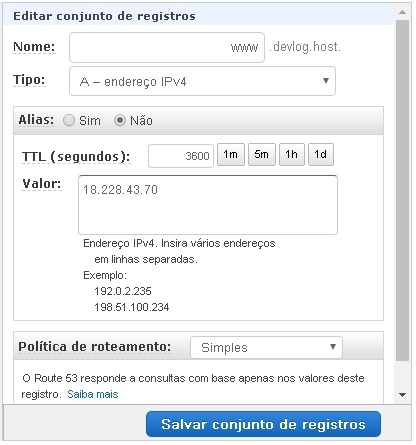 Editar conjunto de registros
Nome: www .devlog.host.
Tipo: A – endereço IPv4
Alias: Sim Não
TTL (segundos): 3600 1m 5m 1h 1d
Valor: 18.228.43.70
Endereço IPv4. Insira vários endereços
em linhas separadas.
Exemplo:
192.0.2.235
198.51.100.234
Política de roteamento: Simples
O Route 53 responde a consultas com base apenas nos valores deste
registro. Saiba mais
Salvar conjunto de registros